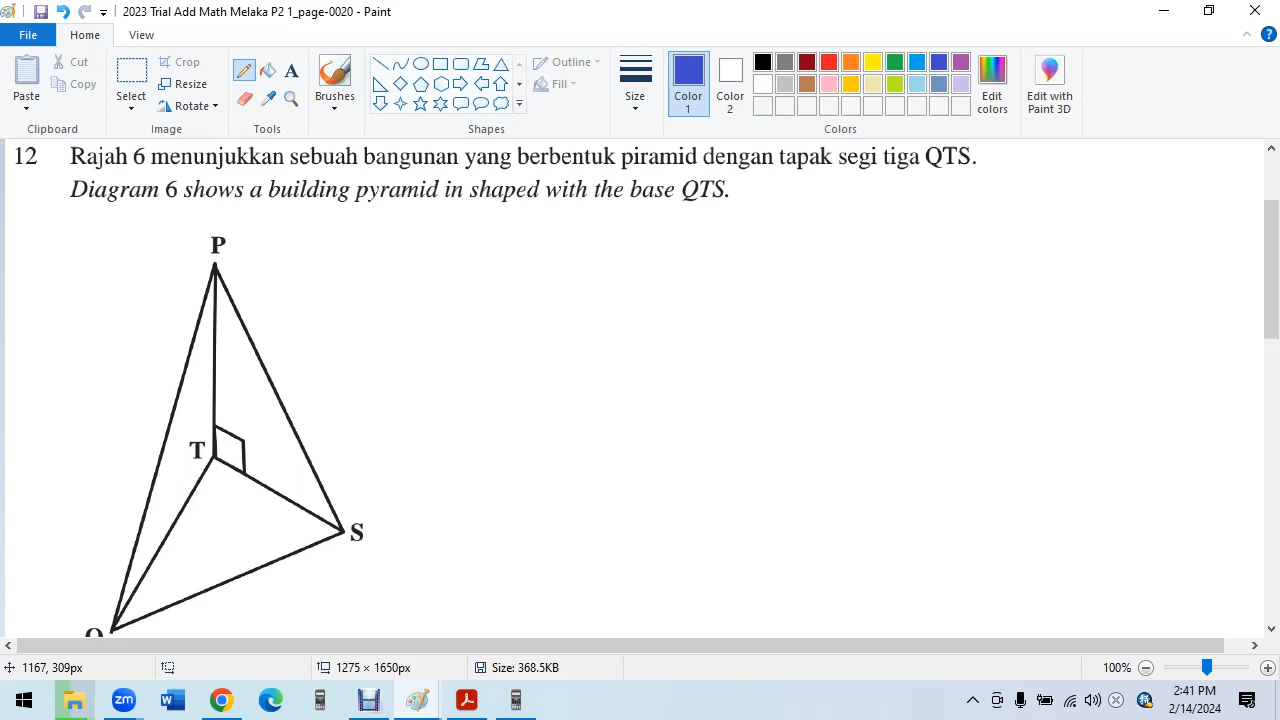 2023 Trial Add Math Melaka P2 1_page-0020 - Paint
File
Home
View
Paste
Cut
Copy
Clipboard
Select
Crop
Resize
Rotate
Image
A
Tools
Brushes
Outline
Fill
Shapes
Size
Color
1
Color
2
Edit
colors
Edit with
Paint 3D
Colors
12 Rajah 6 menunjukkan sebuah bangunan yang berbentuk piramid dengan tapak segi tiga QTS.
Diagram 6 shows a building pyramid in shaped with the base QTS.
P
T
S
Q
1167, 309px
1275 × 1650px
Size: 368.5KB
100%
zm
W
2:41 PM
2/14/2024